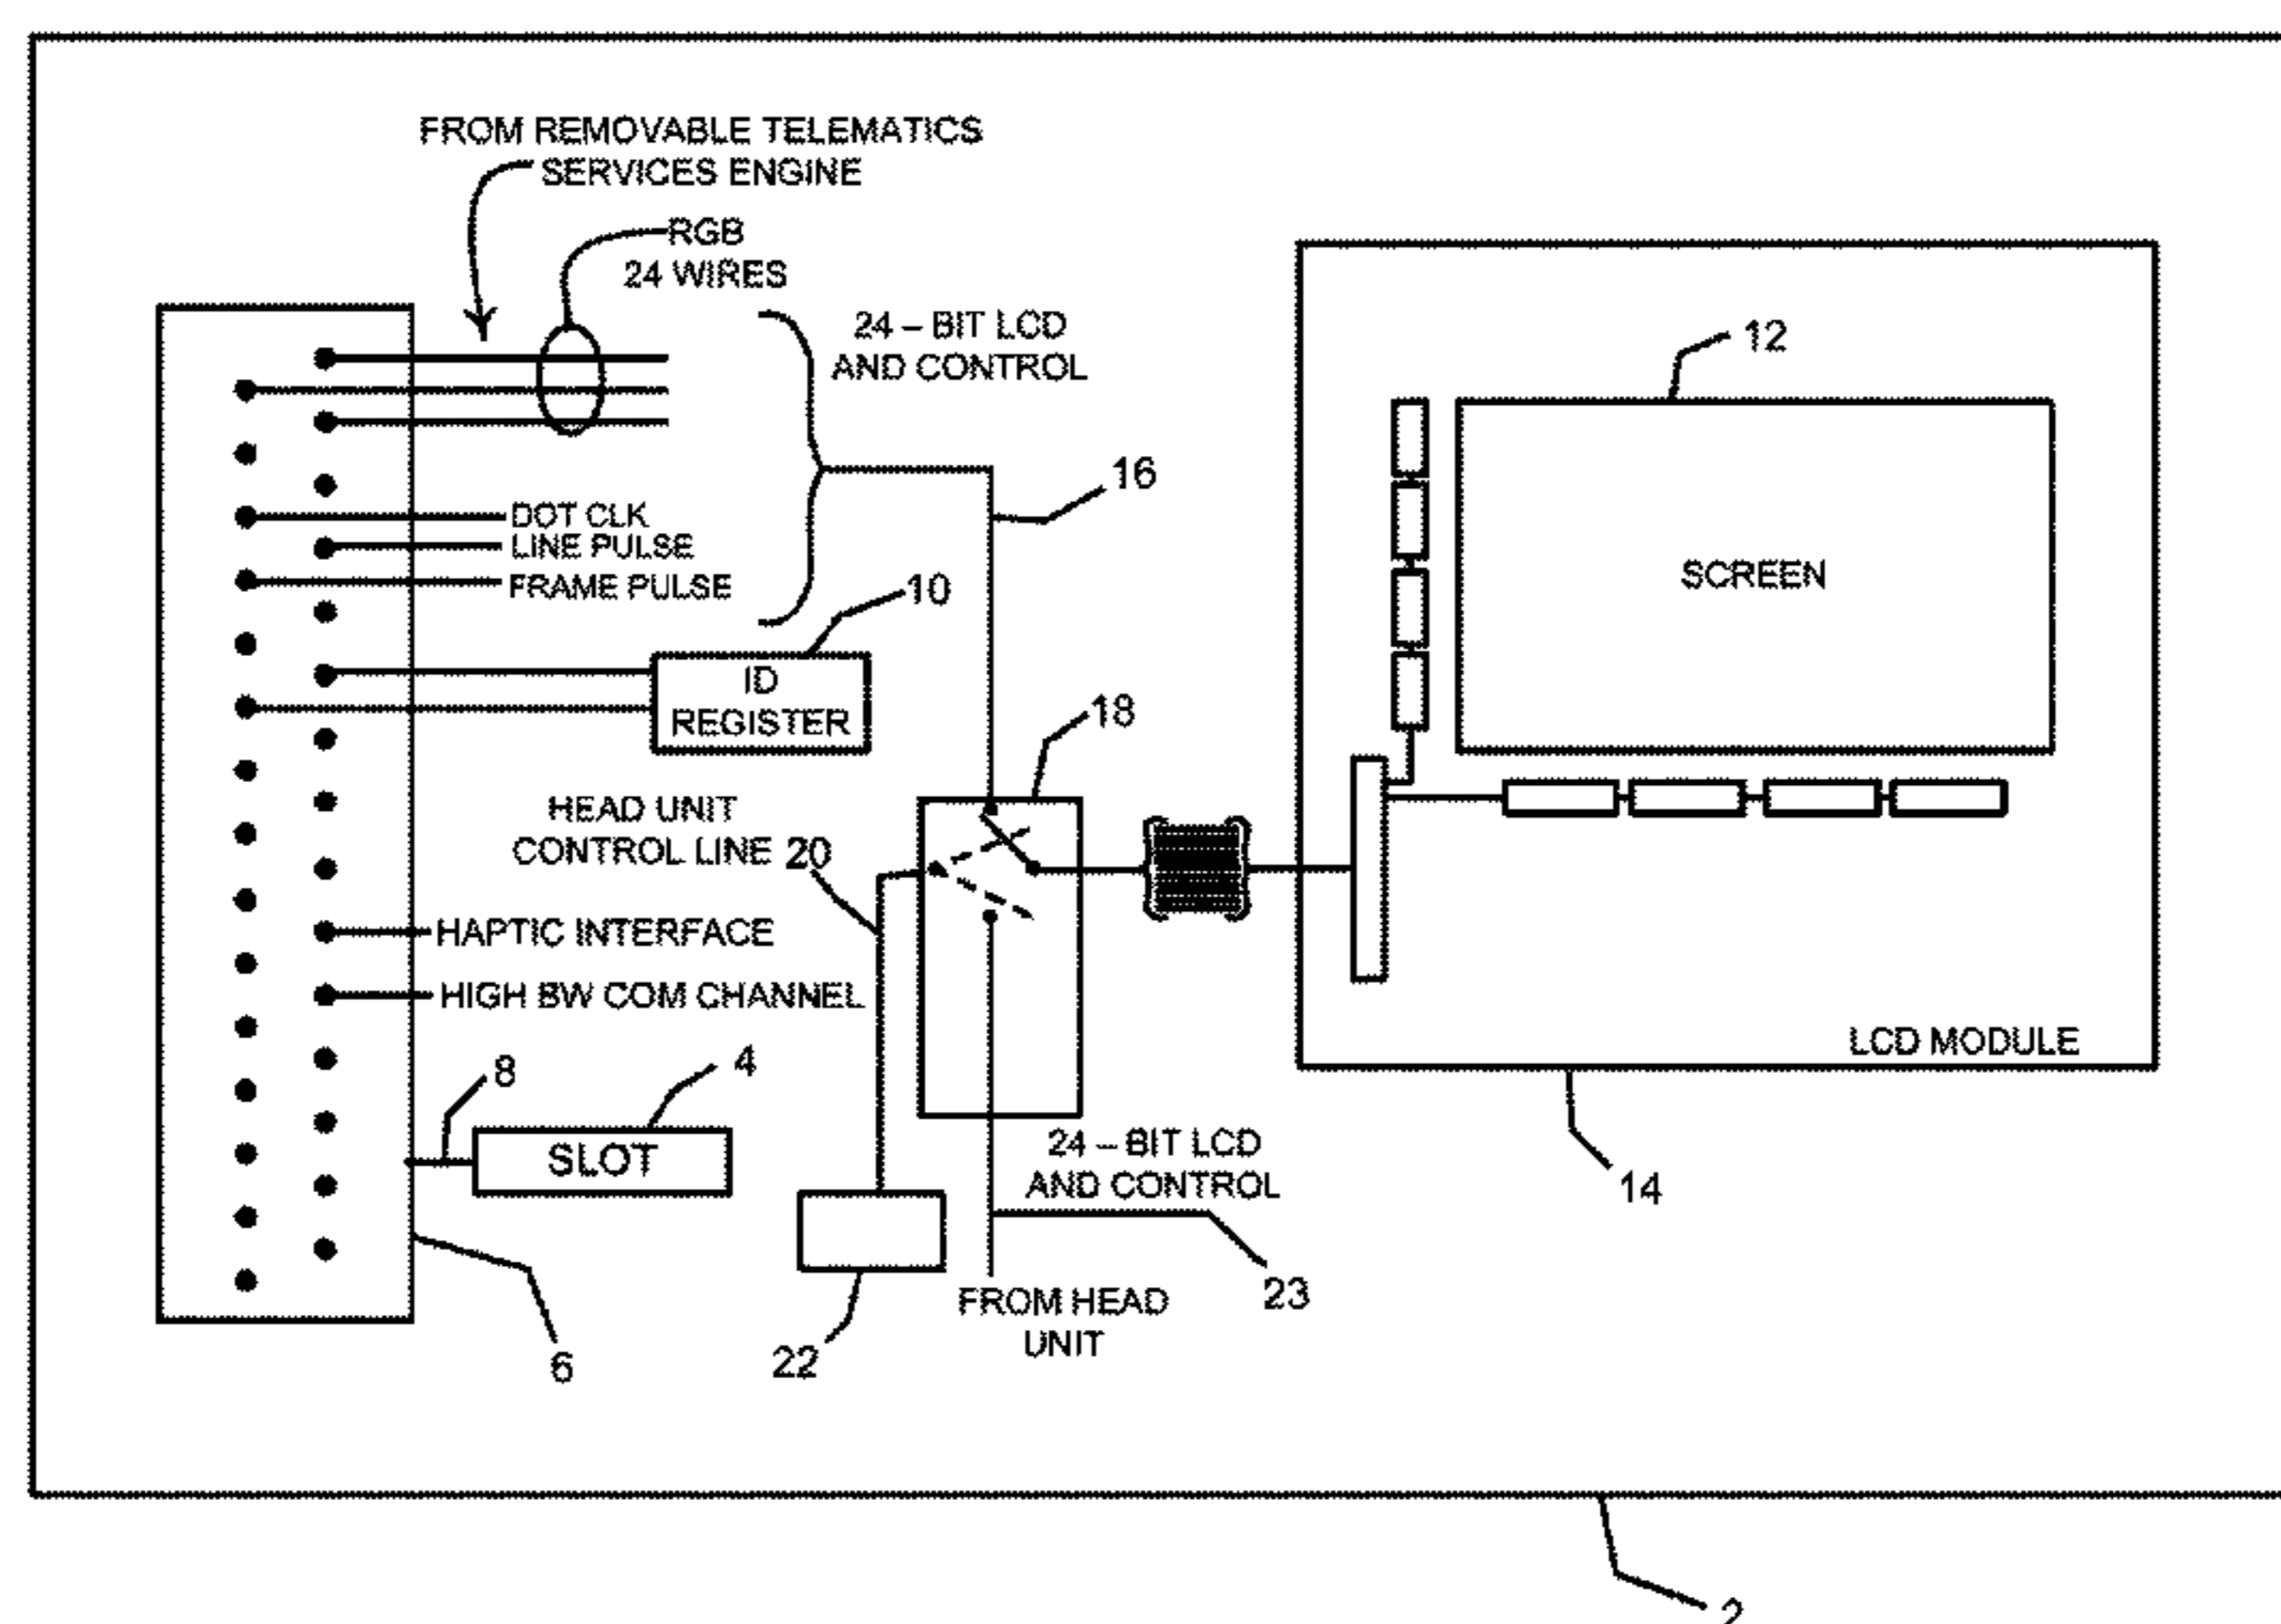 FROM REMOVABLE TELEMATICS
SERVICES ENGINE
RGB
24 WIRES
24 – BIT LCD
AND CONTROL
12
16
DOT CLK
LINE PULSE
FRAME PULSE
SCREEN
10
ID
REGISTER
18
HEAD UNIT
CONTROL LINE 20
HAPTIC INTERFACE
HIGH BW COM CHANNEL
LCD MODULE
8
4
SLOT
24 – BIT LCD
AND CONTROL
14
23
FROM HEAD
UNIT
6
22
2